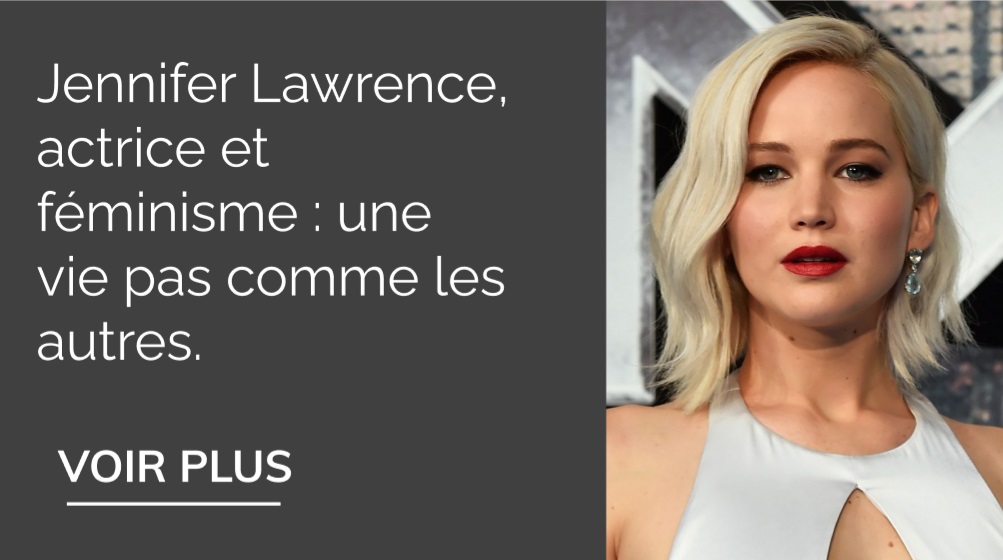 Jennifer Lawrence,
actrice et
féminisme : une
vie pas comme les
autres.
VOIR PLUS